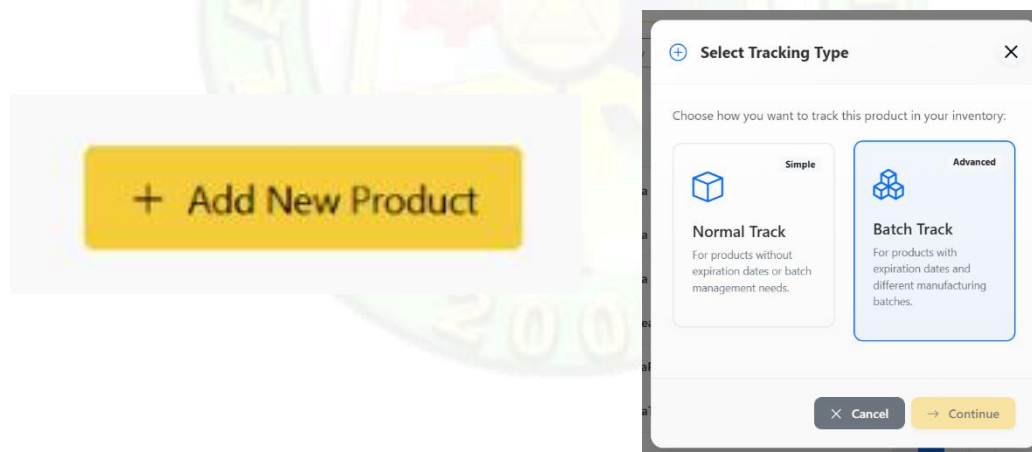 + Add New Product
Select Tracking Type
Choose how you want to track this product in your inventory:
Simple
Normal Track
For products without
expiration dates or batch
management needs.
Advanced
Batch Track
For products with
expiration dates and
different manufacturing
batches.
× Cancel
→ Continue
200